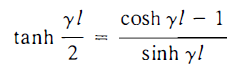 tanh γl/2 = (cosh γl − 1)/(sinh γl)